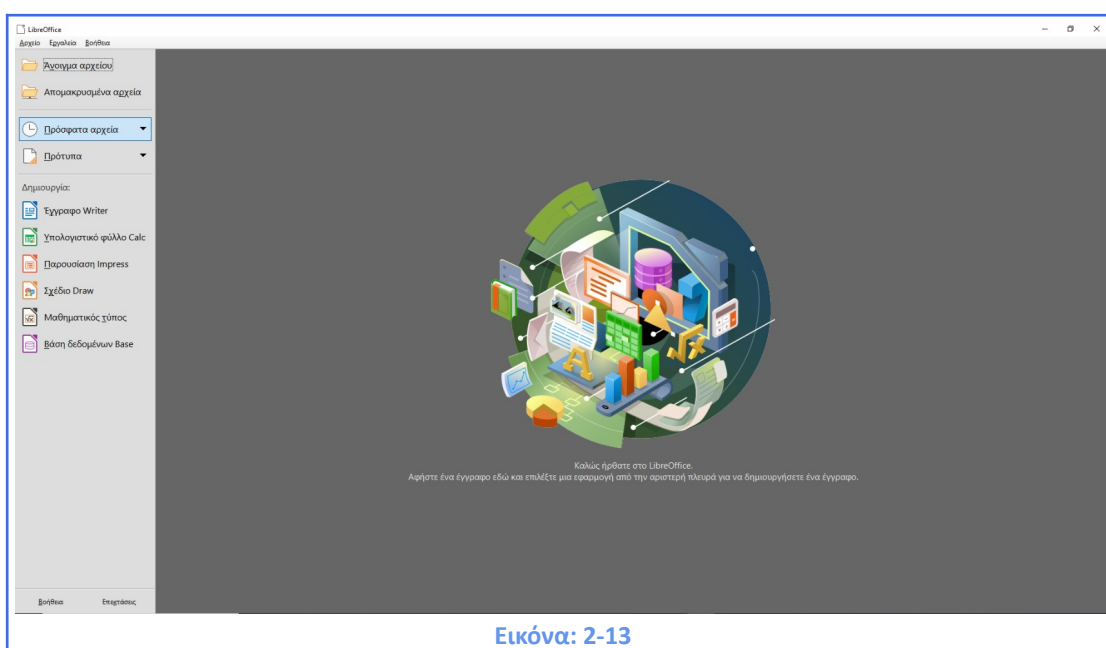 LibreOffice
Αρχείο Εργαλεία Βοήθεια
Άνοιγμα αρχείου
Απομακρυσμένα αρχεία
Πρόσφατα αρχεία
Πρότυπα
Δημιουργία:
Έγγραφο Writer
Υπολογιστικό φύλλο Calc
Παρουσίαση Impress
Σχέδιο Draw
Μαθηματικός τύπος
Βάση δεδομένων Base
Καλώς ήρθατε στο LibreOffice.
Αφήστε ένα έγγραφο εδώ και επιλέξτε μια εφαρμογή από την αριστερή πλευρά για να δημιουργήσετε ένα έγγραφο.
Βοήθεια Επεκτάσεις
Εικόνα: 2-13